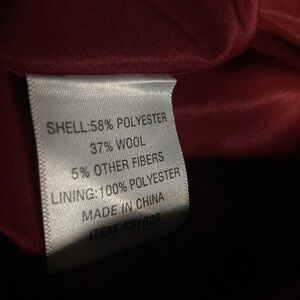 SHELL:58% POLYESTER
37% WOOL
5% OTHER FIBERS
LINING:100% POLYESTER
MADE IN CHINA
ITEM